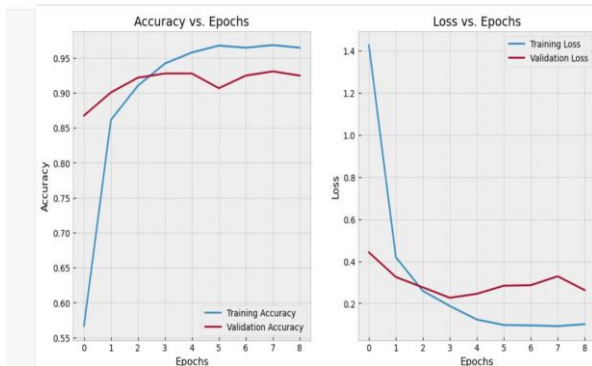 Accuracy vs. Epochs
0.95
0.90
0.85
0.80
0.75
0.70
0.65
0.60
0.55
Accuracy
Training Accuracy
Validation Accuracy
0 1 2 3 4 5 6 7 8
Epochs
Loss vs. Epochs
1.4
1.2
1.0
0.8
0.6
0.4
0.2
Loss
Training Loss
Validation Loss
0 1 2 3 4 5 6 7 8
Epochs